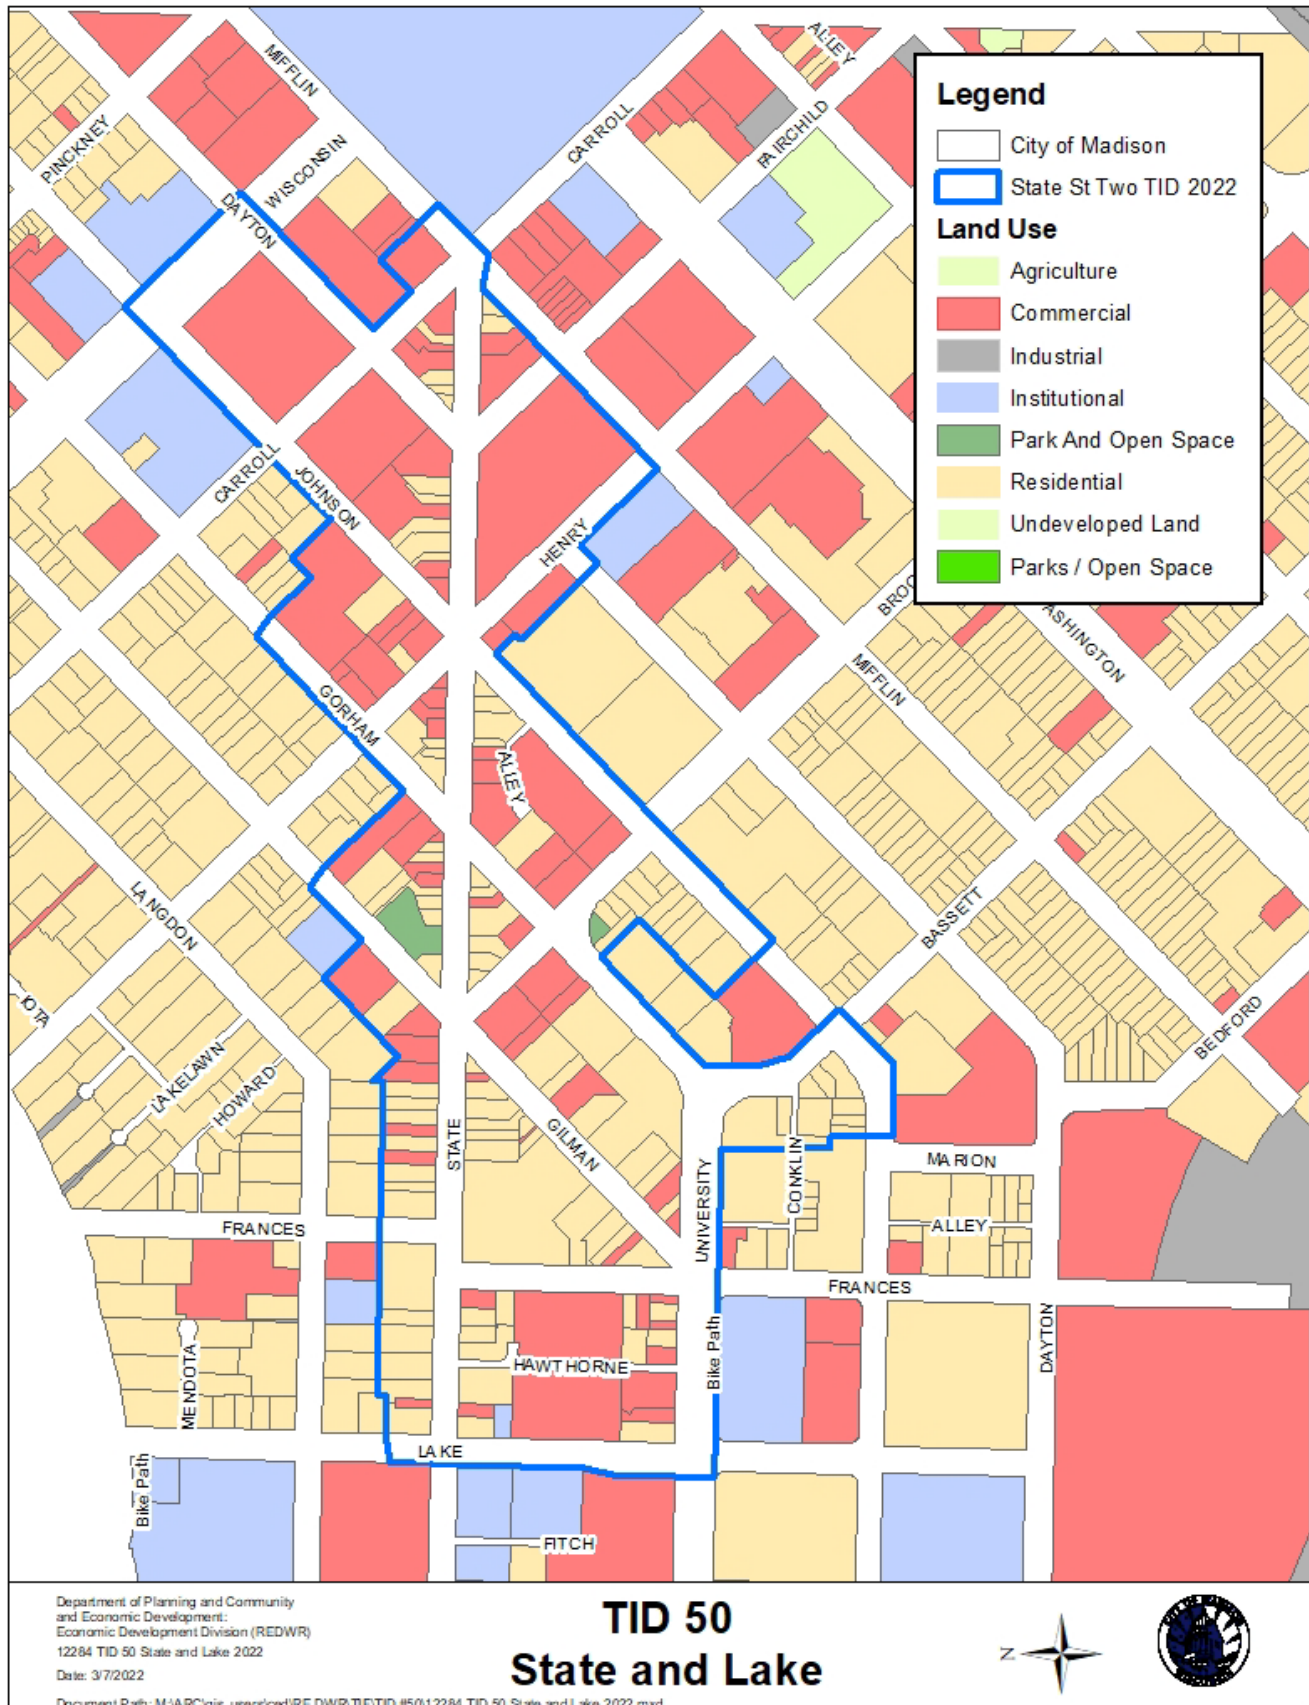 ALLEY
MIFFLIN
CARROLL
FAIRCHILD
PINCKNEY
WISCONSIN
DAYTON
Legend
City of Madison
State St Two TID 2022
Land Use
Agriculture
Commercial
Industrial
Institutional
Park And Open Space
Residential
Undeveloped Land
Parks / Open Space
CARROLL
JOHNSON
HENRY
BROO
ASHINGTON
MIFFLIN
GORHAM
ALLEY
LANGDON
BASSETT
IOTA
BEDFORD
LAKELAWN
HOWARD
STATE
GILMAN
UNIVERSITY
CONKLIN
MARION
ALLEY
FRANCES
FRANCES
MENDOTA
HAWTHORNE
Bike Path
DAYTON
LAKE
Bike Path
FITCH
Department of Planning and Community
and Economic Development:
Economic Development Division (REDWR)
12284 TID 50 State and Lake 2022
Date: 3/7/2022
TID 50
State and Lake
N